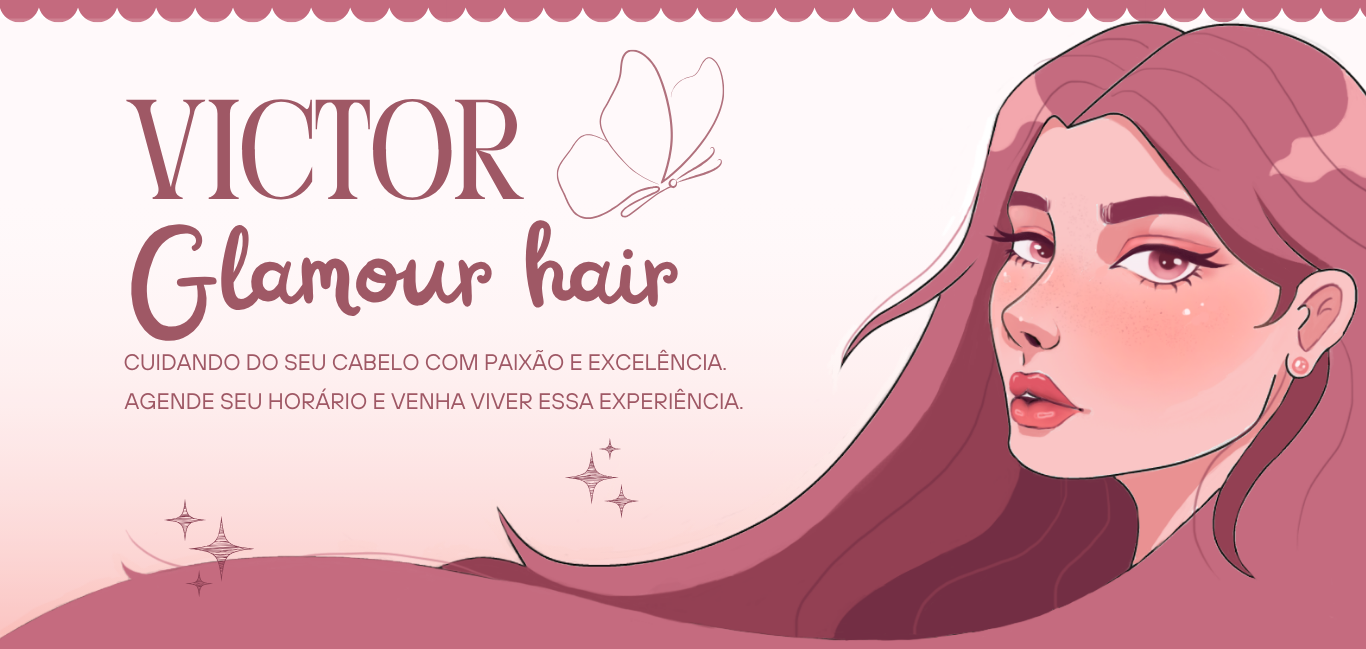 VICTOR
Glamour hair
CUIDANDO DO SEU CABELO COM PAIXÃO E EXCELÊNCIA.
AGENDE SEU HORÁRIO E VENHA VIVER ESSA EXPERIÊNCIA.